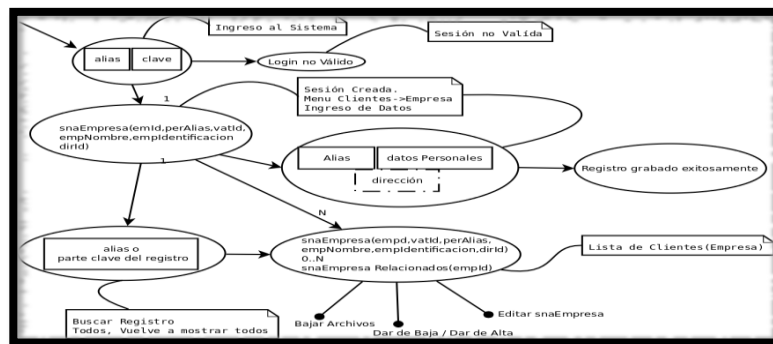 Ingreso al Sistema
Sesión no Valída
alias clave
Login no Válido
Sesión Creada.
Menu Clientes->Empresa
Ingreso de Datos
1
snaEmpresa(emId,perAlias,vatId,
empNombre,empIdentificacion
dirId)
1
Alias datos Personales
dirección
Registro grabado exitosamente
N
alias o
parte clave del registro
snaEmpresa(empd,vatId,perAlias,
empNombre,empIdentificacion,dirId)
0..N
snaEmpresa Relacionados(empId)
Lista de Clientes(Empresa)
Buscar Registro
Todos, Vuelve a mostrar todos
Bajar Archivos
Dar de Baja / Dar de Alta
Editar snaEmpresa